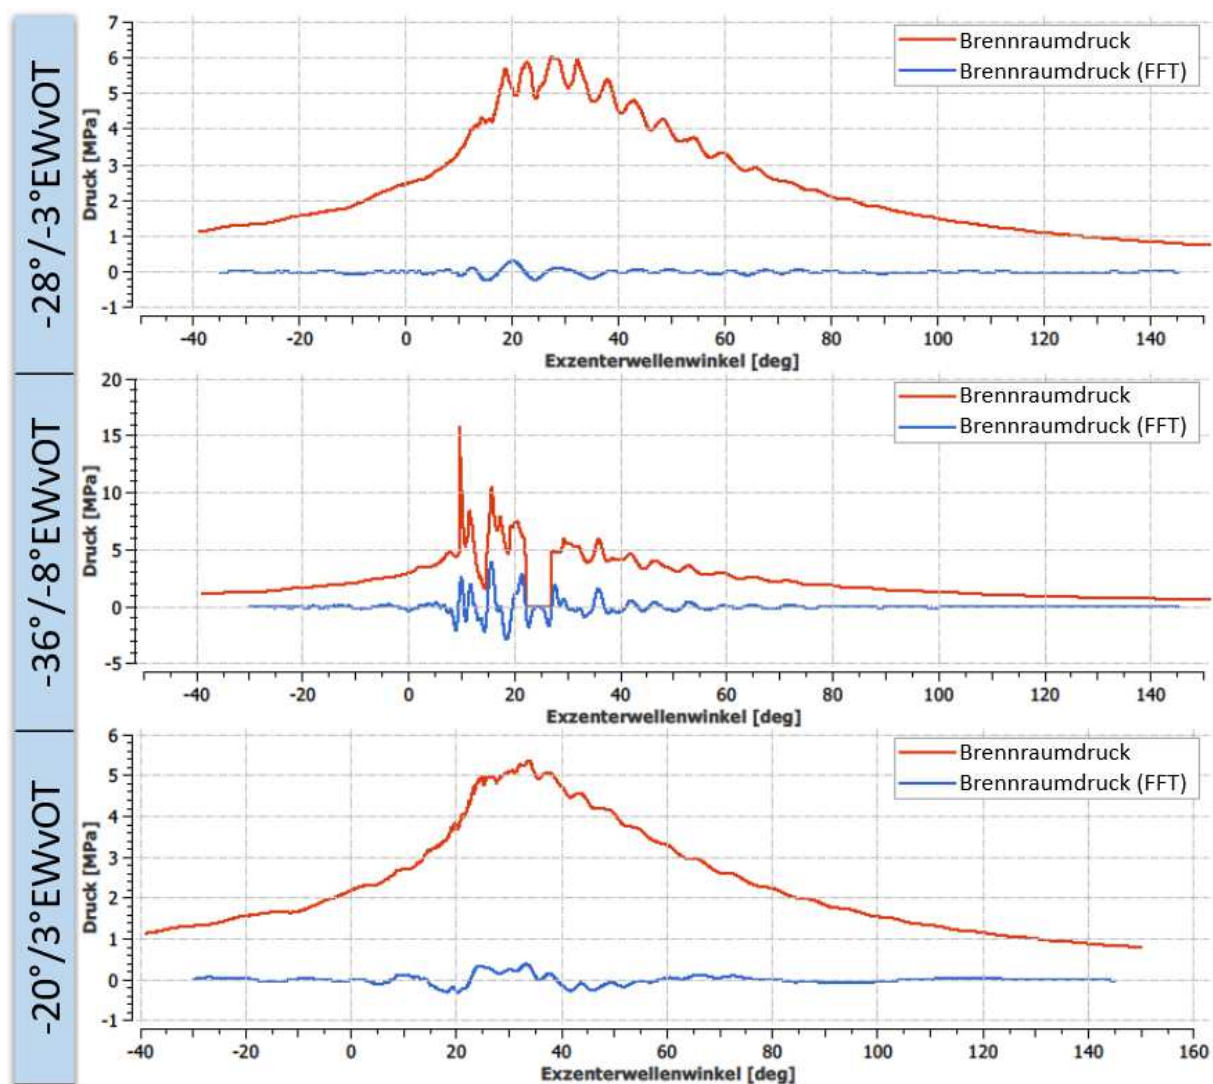 -28°/-3°EWvOT
Druck [MPa]
7
6
5
4
3
2
1
0
-1
Brennraumdruck
Brennraumdruck (FFT)
-40 -20 0 20 40 60 80 100 120 140
Exzenterwellenwinkel [deg]
-36°/-8°EWvOT
Druck [MPa]
20
15
10
5
0
-5
Brennraumdruck
Brennraumdruck (FFT)
-40 -20 0 20 40 60 80 100 120 140
Exzenterwellenwinkel [deg]
-20°/3°EWvOT
Druck [MPa]
6
5
4
3
2
1
0
-1
Brennraumdruck
Brennraumdruck (FFT)
-40 -20 0 20 40 60 80 100 120 140 160
Exzenterwellenwinkel [deg]